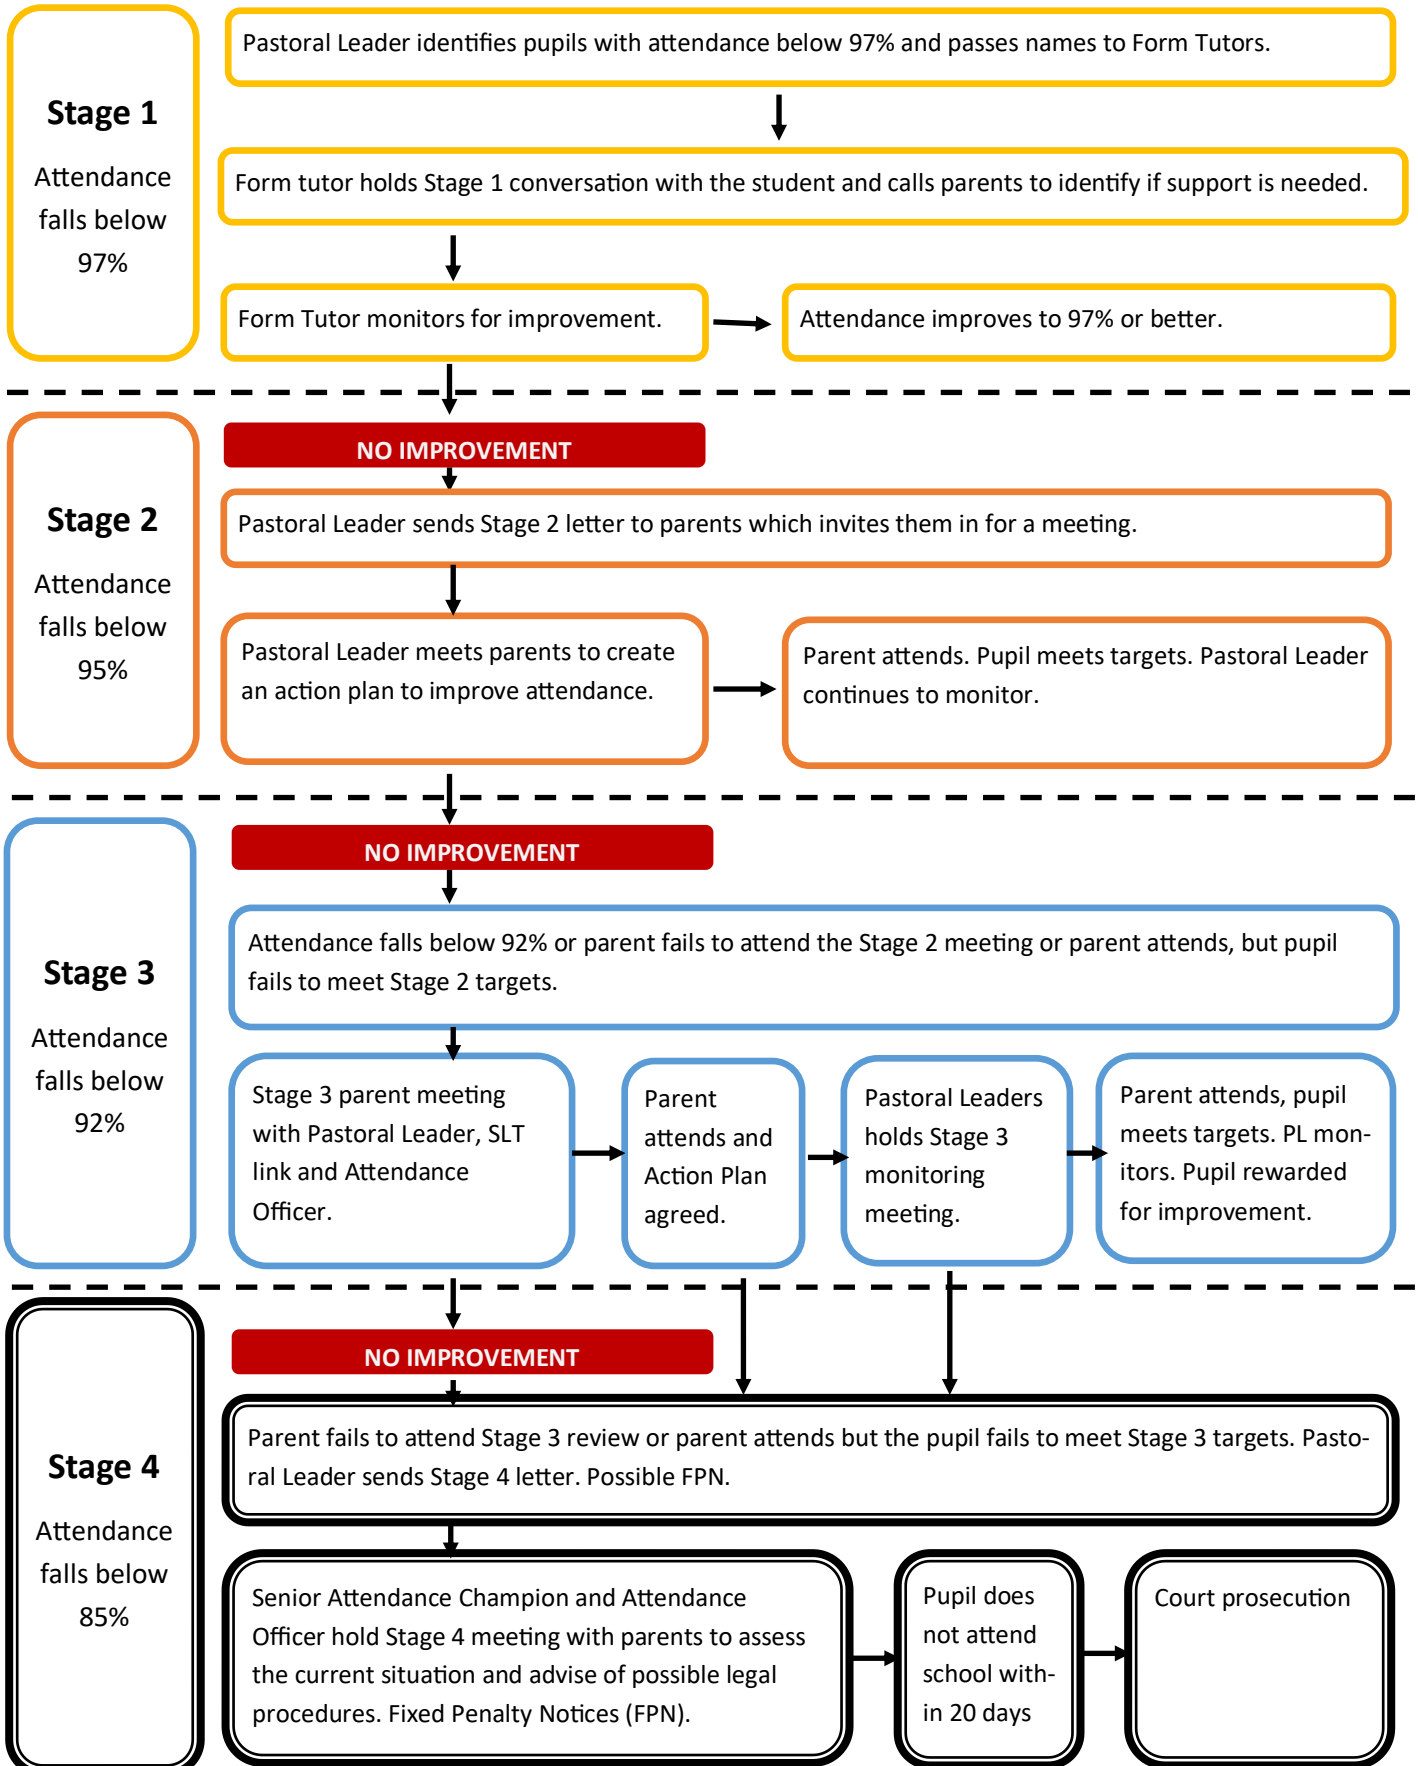 Stage 1
Attendance
falls below
97%
Pastoral Leader identifies pupils with attendance below 97% and passes names to Form Tutors.
Form tutor holds Stage 1 conversation with the student and calls parents to identify if support is needed.
Form Tutor monitors for improvement.
Attendance improves to 97% or better.
Stage 2
Attendance
falls below
95%
NO IMPROVEMENT
Pastoral Leader sends Stage 2 letter to parents which invites them in for a meeting.
Pastoral Leader meets parents to create
an action plan to improve attendance.
Parent attends. Pupil meets targets. Pastoral Leader
continues to monitor.
Stage 3
Attendance
falls below
92%
NO IMPROVEMENT
Attendance falls below 92% or parent fails to attend the Stage 2 meeting or parent attends, but pupil
fails to meet Stage 2 targets.
Stage 3 parent meeting
with Pastoral Leader, SLT
link and Attendance
Officer.
Parent
attends and
Action Plan
agreed.
Pastoral Leaders
holds Stage 3
monitoring
meeting.
Parent attends, pupil
meets targets. PL mon-
itors. Pupil rewarded
for improvement.
Stage 4
Attendance
falls below
85%
NO IMPROVEMENT
Parent fails to attend Stage 3 review or parent attends but the pupil fails to meet Stage 3 targets. Pasto-
ral Leader sends Stage 4 letter. Possible FPN.
Senior Attendance Champion and Attendance
Officer hold Stage 4 meeting with parents to assess
the current situation and advise of possible legal
procedures. Fixed Penalty Notices (FPN).
Pupil does
not attend
school with-
in 20 days
Court prosecution